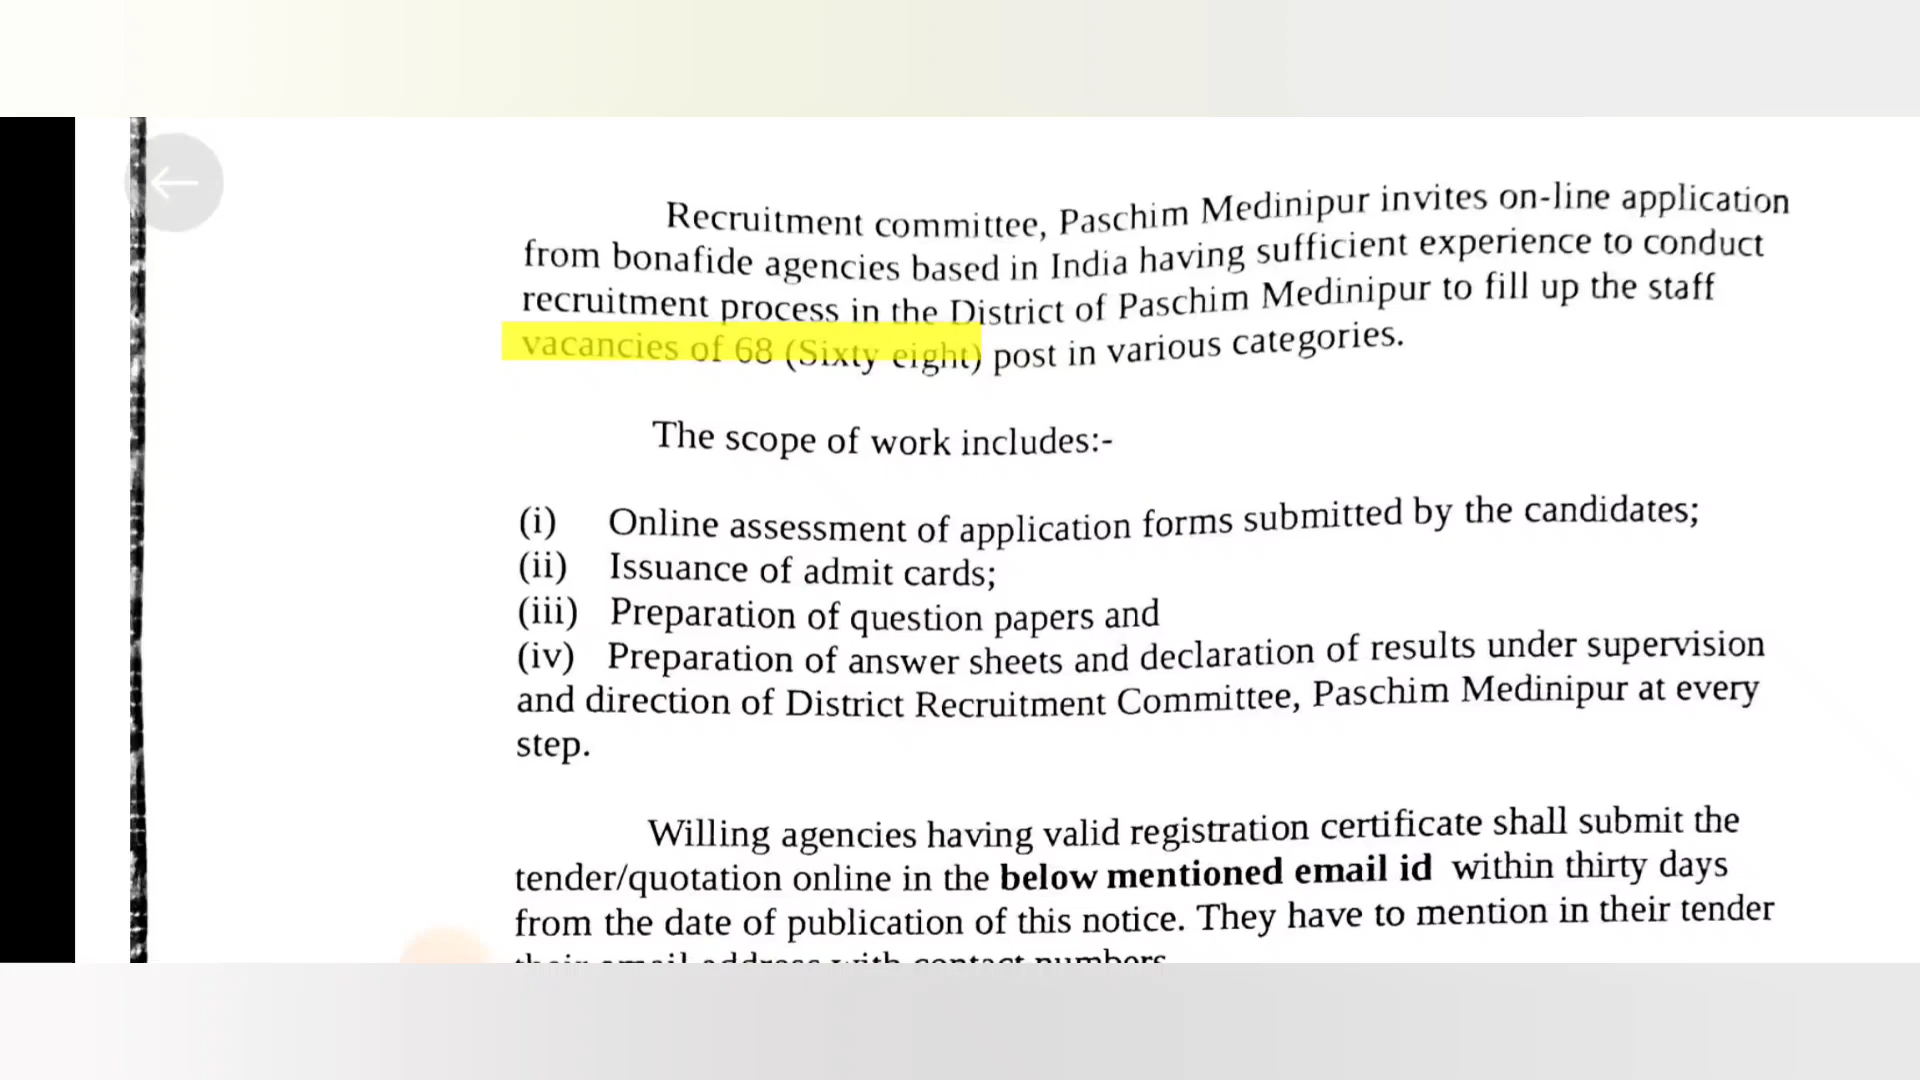 Recruitment committee, Paschim Medinipur invites on-line application
from bonafide agencies based in India having sufficient experience to conduct
recruitment process in the District of Paschim Medinipur to fill up the staff
vacancies of 68 (Sixty eight) post in various categories.
The scope of work includes:-
(i) Online assessment of application forms submitted by the candidates;
(ii) Issuance of admit cards;
(iii) Preparation of question papers and
(iv) Preparation of answer sheets and declaration of results under supervision
and direction of District Recruitment Committee, Paschim Medinipur at every
step.
Willing agencies having valid registration certificate shall submit the
tender/quotation online in the below mentioned email id within thirty days
from the date of publication of this notice. They have to mention in their tender
their email address with contact numbers